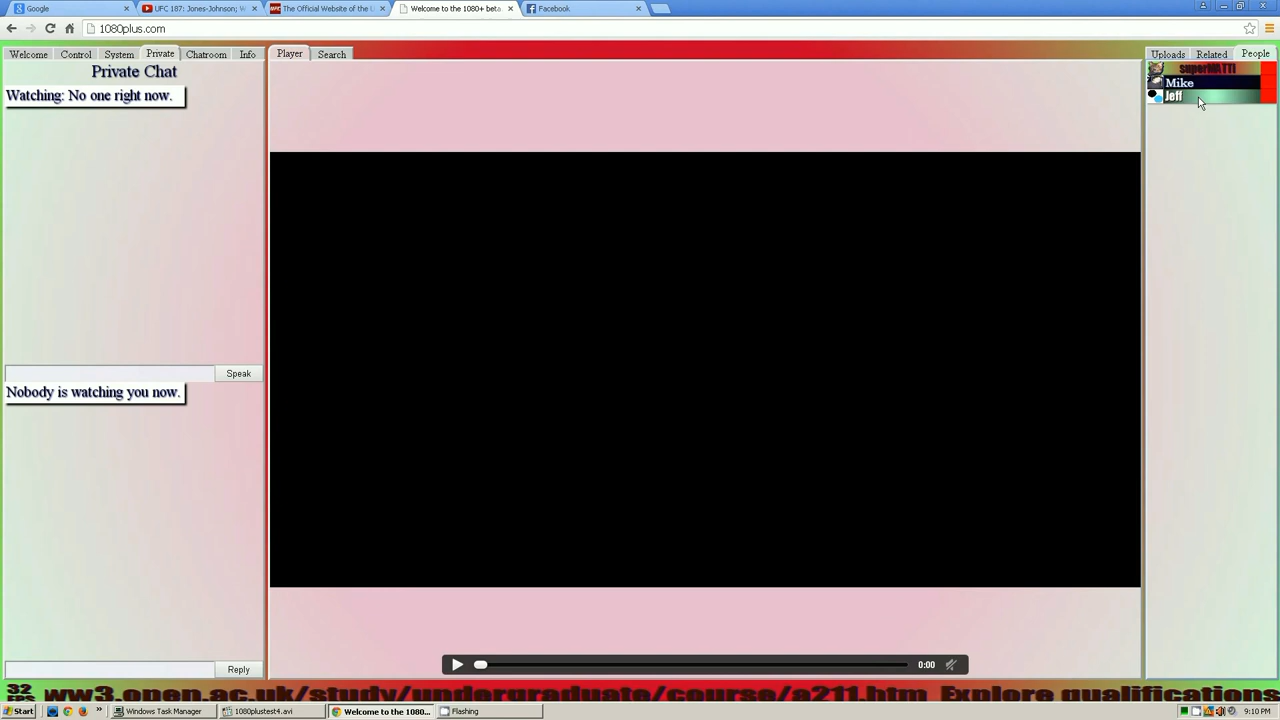 Google
UFC 187: Jones-Johnson; W
The Official Website of the U
Welcome to the 1080+ beta
Facebook
1080plus.com
Welcome Control System Private Chatroom Info
Player Search
Uploads Related People
Private Chat
Watching: No one right now.
superMATTI
Mike
Jeff
Speak
Nobody is watching you now.
0:00
Reply
32
ww3.open.ac.uk/study/undergraduate/course/a211.htm Explore qualifications
Start
Windows Task Manager
1080plustest4.avi
Welcome to the 1080...
Flashing
9:10 PM